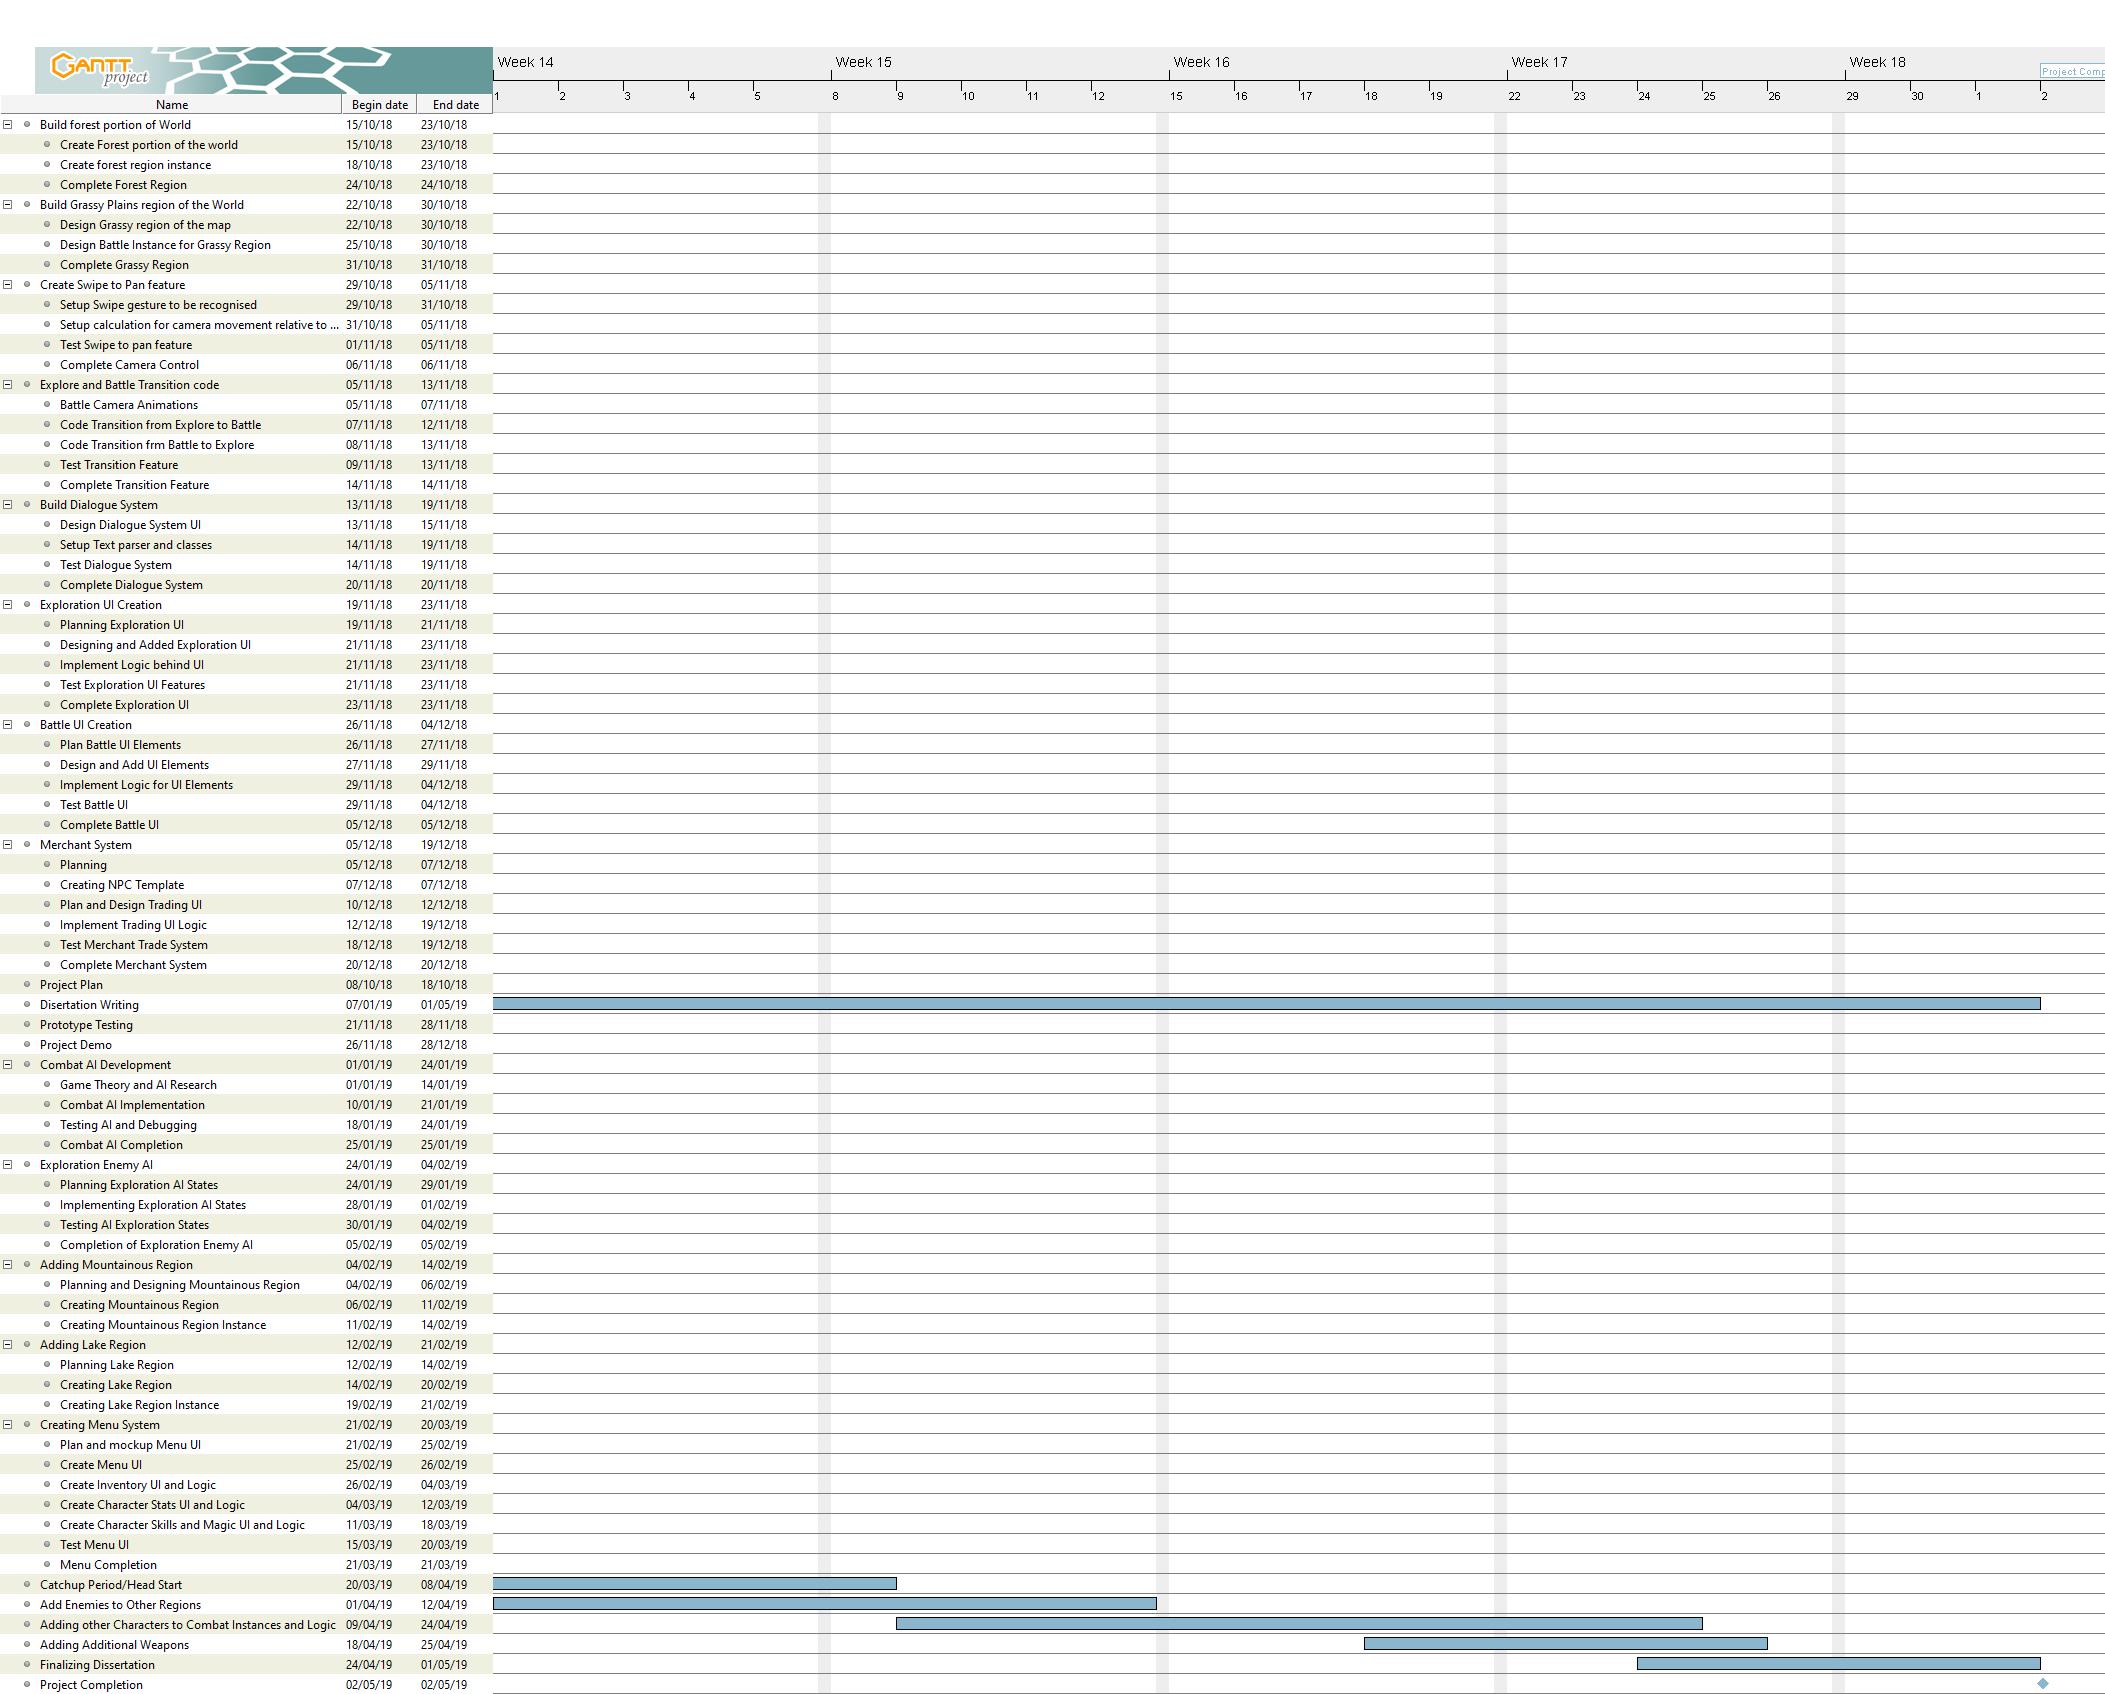 GANTT
project
Week 14 Week 15 Week 16 Week 17 Week 18
Project Comp
1 2 3 4 5 8 9 10 11 12 15 16 17 18 19 22 23 24 25 26 29 30 1 2
Name Begin date End date
Build forest portion of World 15/10/18 23/10/18
Create Forest portion of the world 15/10/18 23/10/18
Create forest region instance 18/10/18 23/10/18
Complete Forest Region 24/10/18 24/10/18
Build Grassy Plains region of the World 22/10/18 30/10/18
Design Grassy region of the map 22/10/18 30/10/18
Design Battle Instance for Grassy Region 25/10/18 30/10/18
Complete Grassy Region 31/10/18 31/10/18
Create Swipe to Pan feature 29/10/18 05/11/18
Setup Swipe gesture to be recognised 29/10/18 31/10/18
Setup calculation for camera movement relative to ... 31/10/18 05/11/18
Test Swipe to pan feature 01/11/18 05/11/18
Complete Camera Control 06/11/18 06/11/18
Explore and Battle Transition code 05/11/18 13/11/18
Battle Camera Animations 05/11/18 07/11/18
Code Transition from Explore to Battle 07/11/18 12/11/18
Code Transition frm Battle to Explore 08/11/18 13/11/18
Test Transition Feature 09/11/18 13/11/18
Complete Transition Feature 14/11/18 14/11/18
Build Dialogue System 13/11/18 19/11/18
Design Dialogue System UI 13/11/18 15/11/18
Setup Text parser and classes 14/11/18 19/11/18
Test Dialogue System 14/11/18 19/11/18
Complete Dialogue System 20/11/18 20/11/18
Exploration UI Creation 19/11/18 23/11/18
Planning Exploration UI 19/11/18 21/11/18
Designing and Added Exploration UI 21/11/18 23/11/18
Implement Logic behind UI 21/11/18 23/11/18
Test Exploration UI Features 21/11/18 23/11/18
Complete Exploration UI 23/11/18 23/11/18
Battle UI Creation 26/11/18 04/12/18
Plan Battle UI Elements 26/11/18 27/11/18
Design and Add UI Elements 27/11/18 29/11/18
Implement Logic for UI Elements 29/11/18 04/12/18
Test Battle UI 29/11/18 04/12/18
Complete Battle UI 05/12/18 05/12/18
Merchant System 05/12/18 19/12/18
Planning 05/12/18 07/12/18
Creating NPC Template 07/12/18 07/12/18
Plan and Design Trading UI 10/12/18 12/12/18
Implement Trading UI Logic 12/12/18 19/12/18
Test Merchant Trade System 18/12/18 19/12/18
Complete Merchant System 20/12/18 20/12/18
Project Plan 08/10/18 18/10/18
Disertation Writing 07/01/19 01/05/19
Prototype Testing 21/11/18 28/11/18
Project Demo 26/11/18 28/12/18
Combat AI Development 01/01/19 24/01/19
Game Theory and AI Research 01/01/19 14/01/19
Combat AI Implementation 10/01/19 21/01/19
Testing AI and Debugging 18/01/19 24/01/19
Combat AI Completion 25/01/19 25/01/19
Exploration Enemy AI 24/01/19 04/02/19
Planning Exploration AI States 24/01/19 29/01/19
Implementing Exploration AI States 28/01/19 01/02/19
Testing AI Exploration States 30/01/19 04/02/19
Completion of Exploration Enemy AI 05/02/19 05/02/19
Adding Mountainous Region 04/02/19 14/02/19
Planning and Designing Mountainous Region 04/02/19 06/02/19
Creating Mountainous Region 06/02/19 11/02/19
Creating Mountainous Region Instance 11/02/19 14/02/19
Adding Lake Region 12/02/19 21/02/19
Planning Lake Region 12/02/19 14/02/19
Creating Lake Region 14/02/19 20/02/19
Creating Lake Region Instance 19/02/19 21/02/19
Creating Menu System 21/02/19 20/03/19
Plan and mockup Menu UI 21/02/19 25/02/19
Create Menu UI 25/02/19 26/02/19
Create Inventory UI and Logic 26/02/19 04/03/19
Create Character Stats UI and Logic 04/03/19 12/03/19
Create Character Skills and Magic UI and Logic 11/03/19 18/03/19
Test Menu UI 15/03/19 20/03/19
Menu Completion 21/03/19 21/03/19
Catchup Period/Head Start 20/03/19 08/04/19
Add Enemies to Other Regions 01/04/19 12/04/19
Adding other Characters to Combat Instances and Logic 09/04/19 24/04/19
Adding Additional Weapons 18/04/19 25/04/19
Finalizing Dissertation 24/04/19 01/05/19
Project Completion 02/05/19 02/05/19